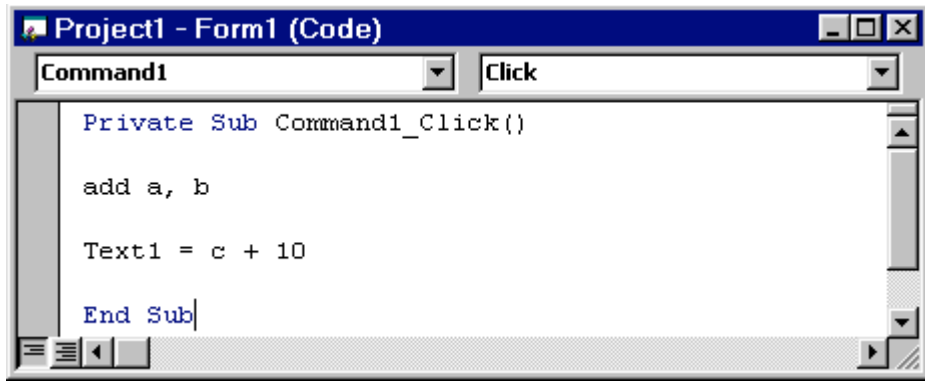 Project1 - Form1 (Code)
Command1 Click
Private Sub Command1_Click()
add a, b
Text1 = c + 10
End Sub